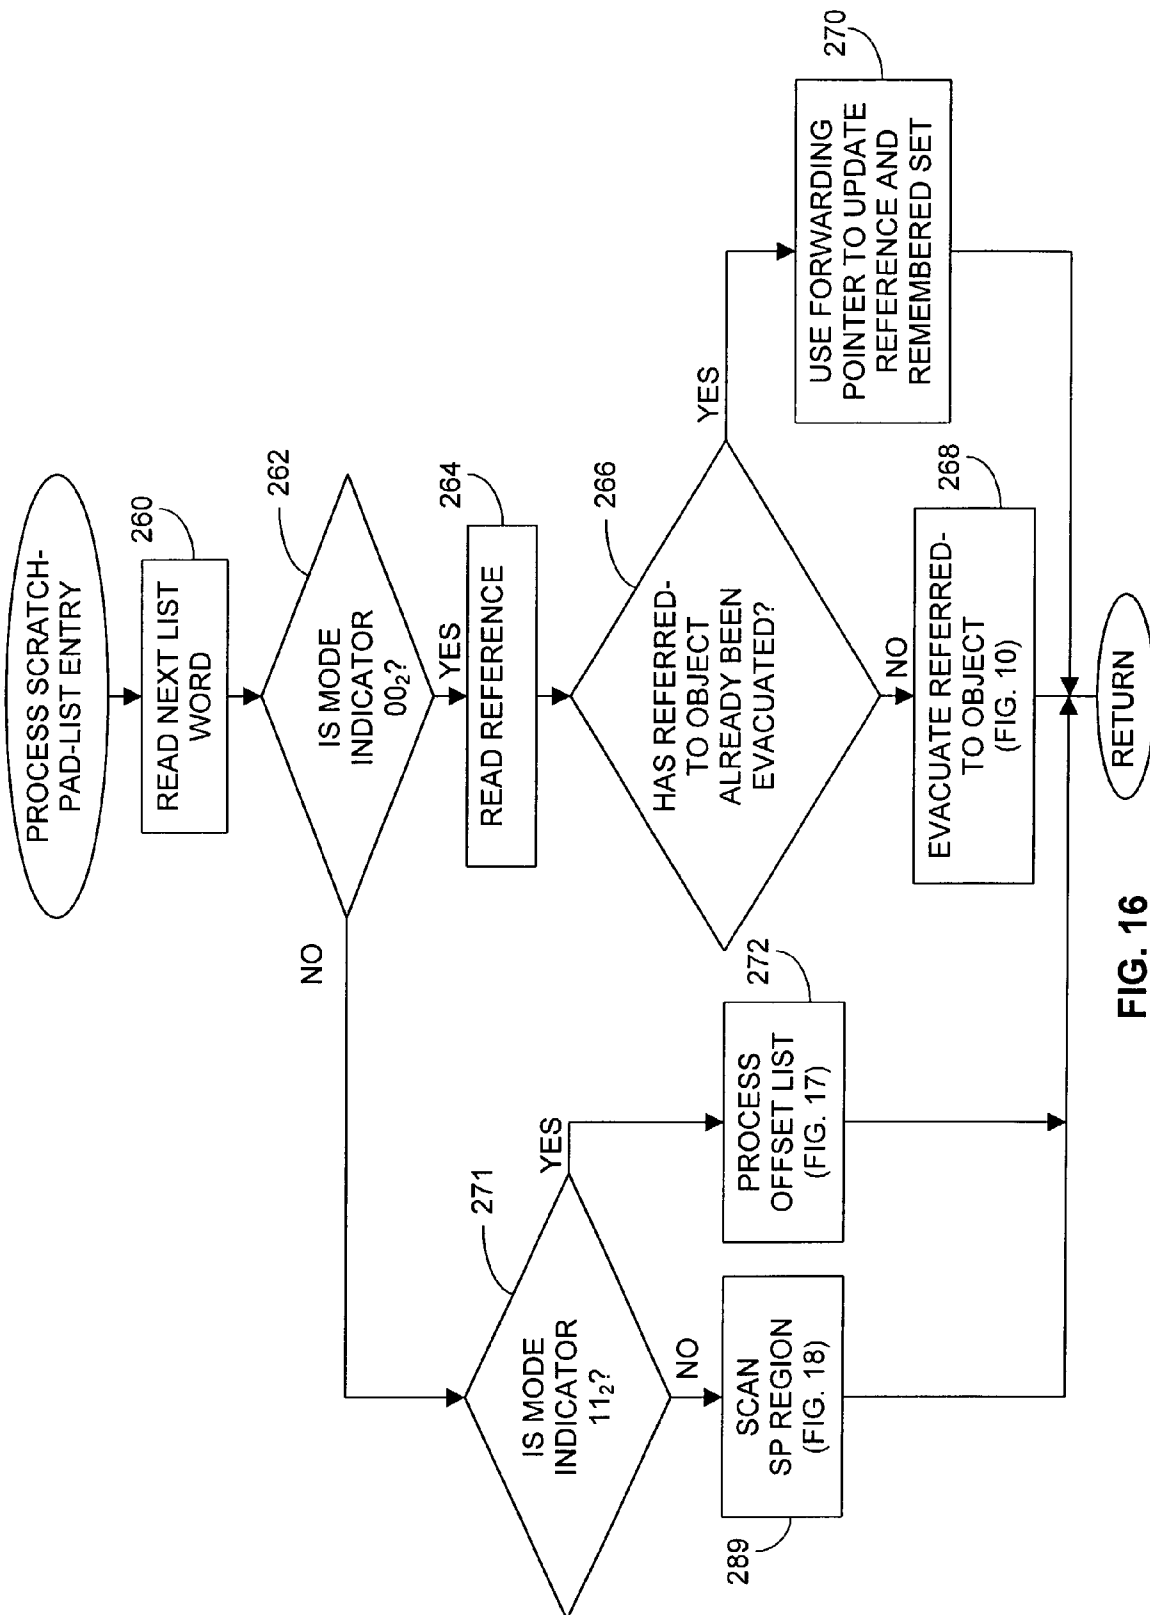 PROCESS SCRATCH-
PAD-LIST ENTRY
260
READ NEXT LIST
WORD
262
IS MODE
INDICATOR
00₂?
NO
YES
264
READ REFERENCE
266
HAS REFERRED-
TO OBJECT
ALREADY BEEN
EVACUATED?
YES
NO
270
USE FORWARDING
POINTER TO UPDATE
REFERENCE AND
REMEMBERED SET
268
EVACUATE REFERRED-
TO OBJECT
(FIG. 10)
271
IS MODE
INDICATOR
11₂?
YES
NO
272
PROCESS
OFFSET LIST
(FIG. 17)
289
SCAN
SP REGION
(FIG. 18)
RETURN
FIG. 16